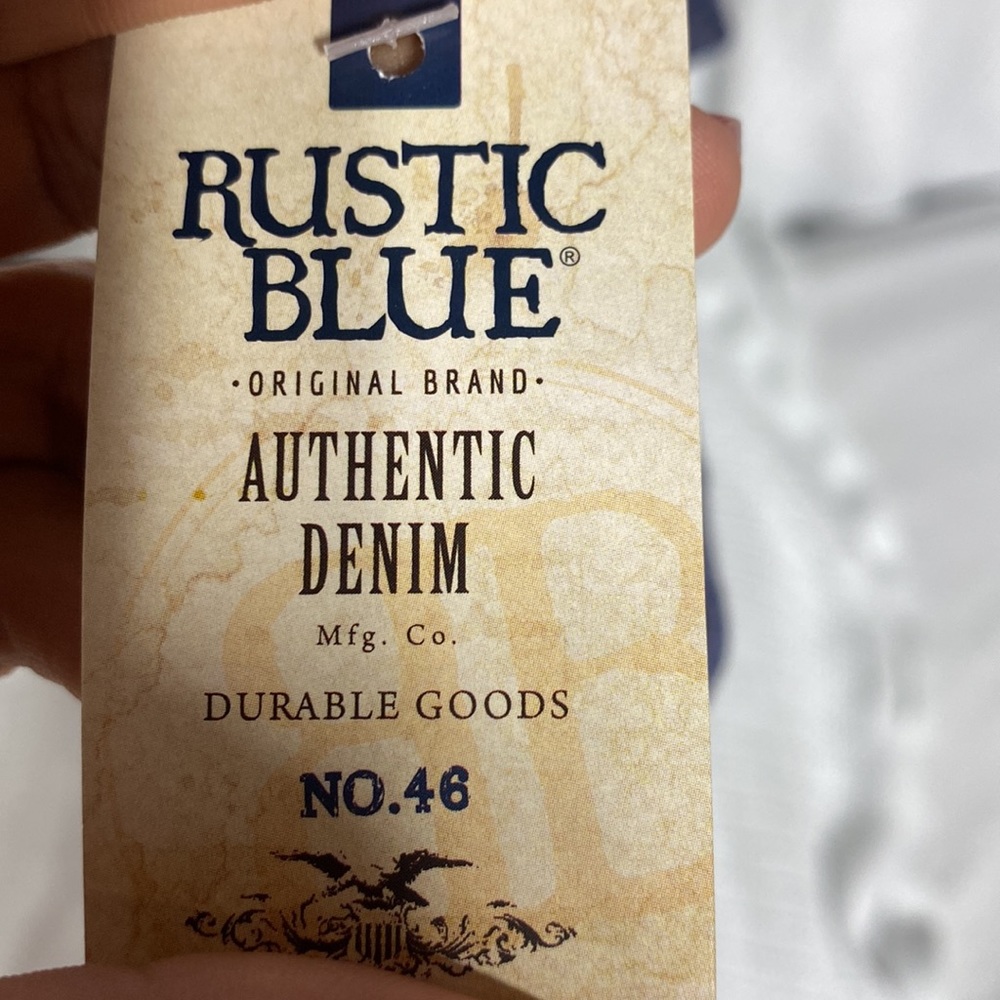 RUSTIC
BLUE®
·ORIGINAL BRAND·
AUTHENTIC
DENIM
Mfg. Co.
DURABLE GOODS
NO.46